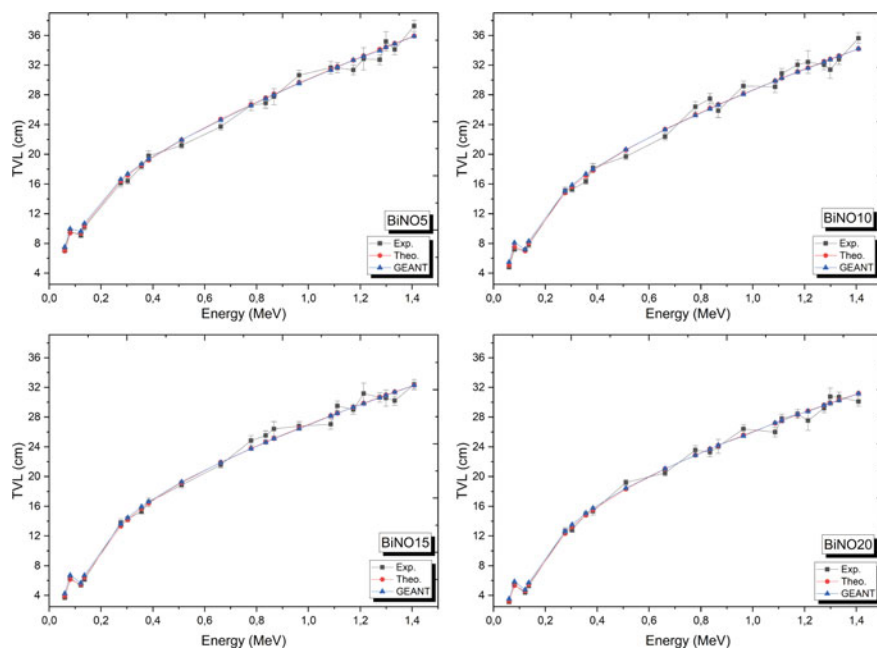 36
32
28
24
20
16
12
8
4
TVL (cm)
BiNO5
Exp.
Theo.
GEANT
0,0 0,2 0,4 0,6 0,8 1,0 1,2 1,4
Energy (MeV)
36
32
28
24
20
16
12
8
4
TVL (cm)
BiNO10
Exp.
Theo.
GEANT
0,0 0,2 0,4 0,6 0,8 1,0 1,2 1,4
Energy (MeV)
36
32
28
24
20
16
12
8
4
TVL (cm)
BiNO15
Exp.
Theo.
GEANT
0,0 0,2 0,4 0,6 0,8 1,0 1,2 1,4
Energy (MeV)
36
32
28
24
20
16
12
8
4
TVL (cm)
BiNO20
Exp.
Theo.
GEANT
0,0 0,2 0,4 0,6 0,8 1,0 1,2 1,4
Energy (MeV)